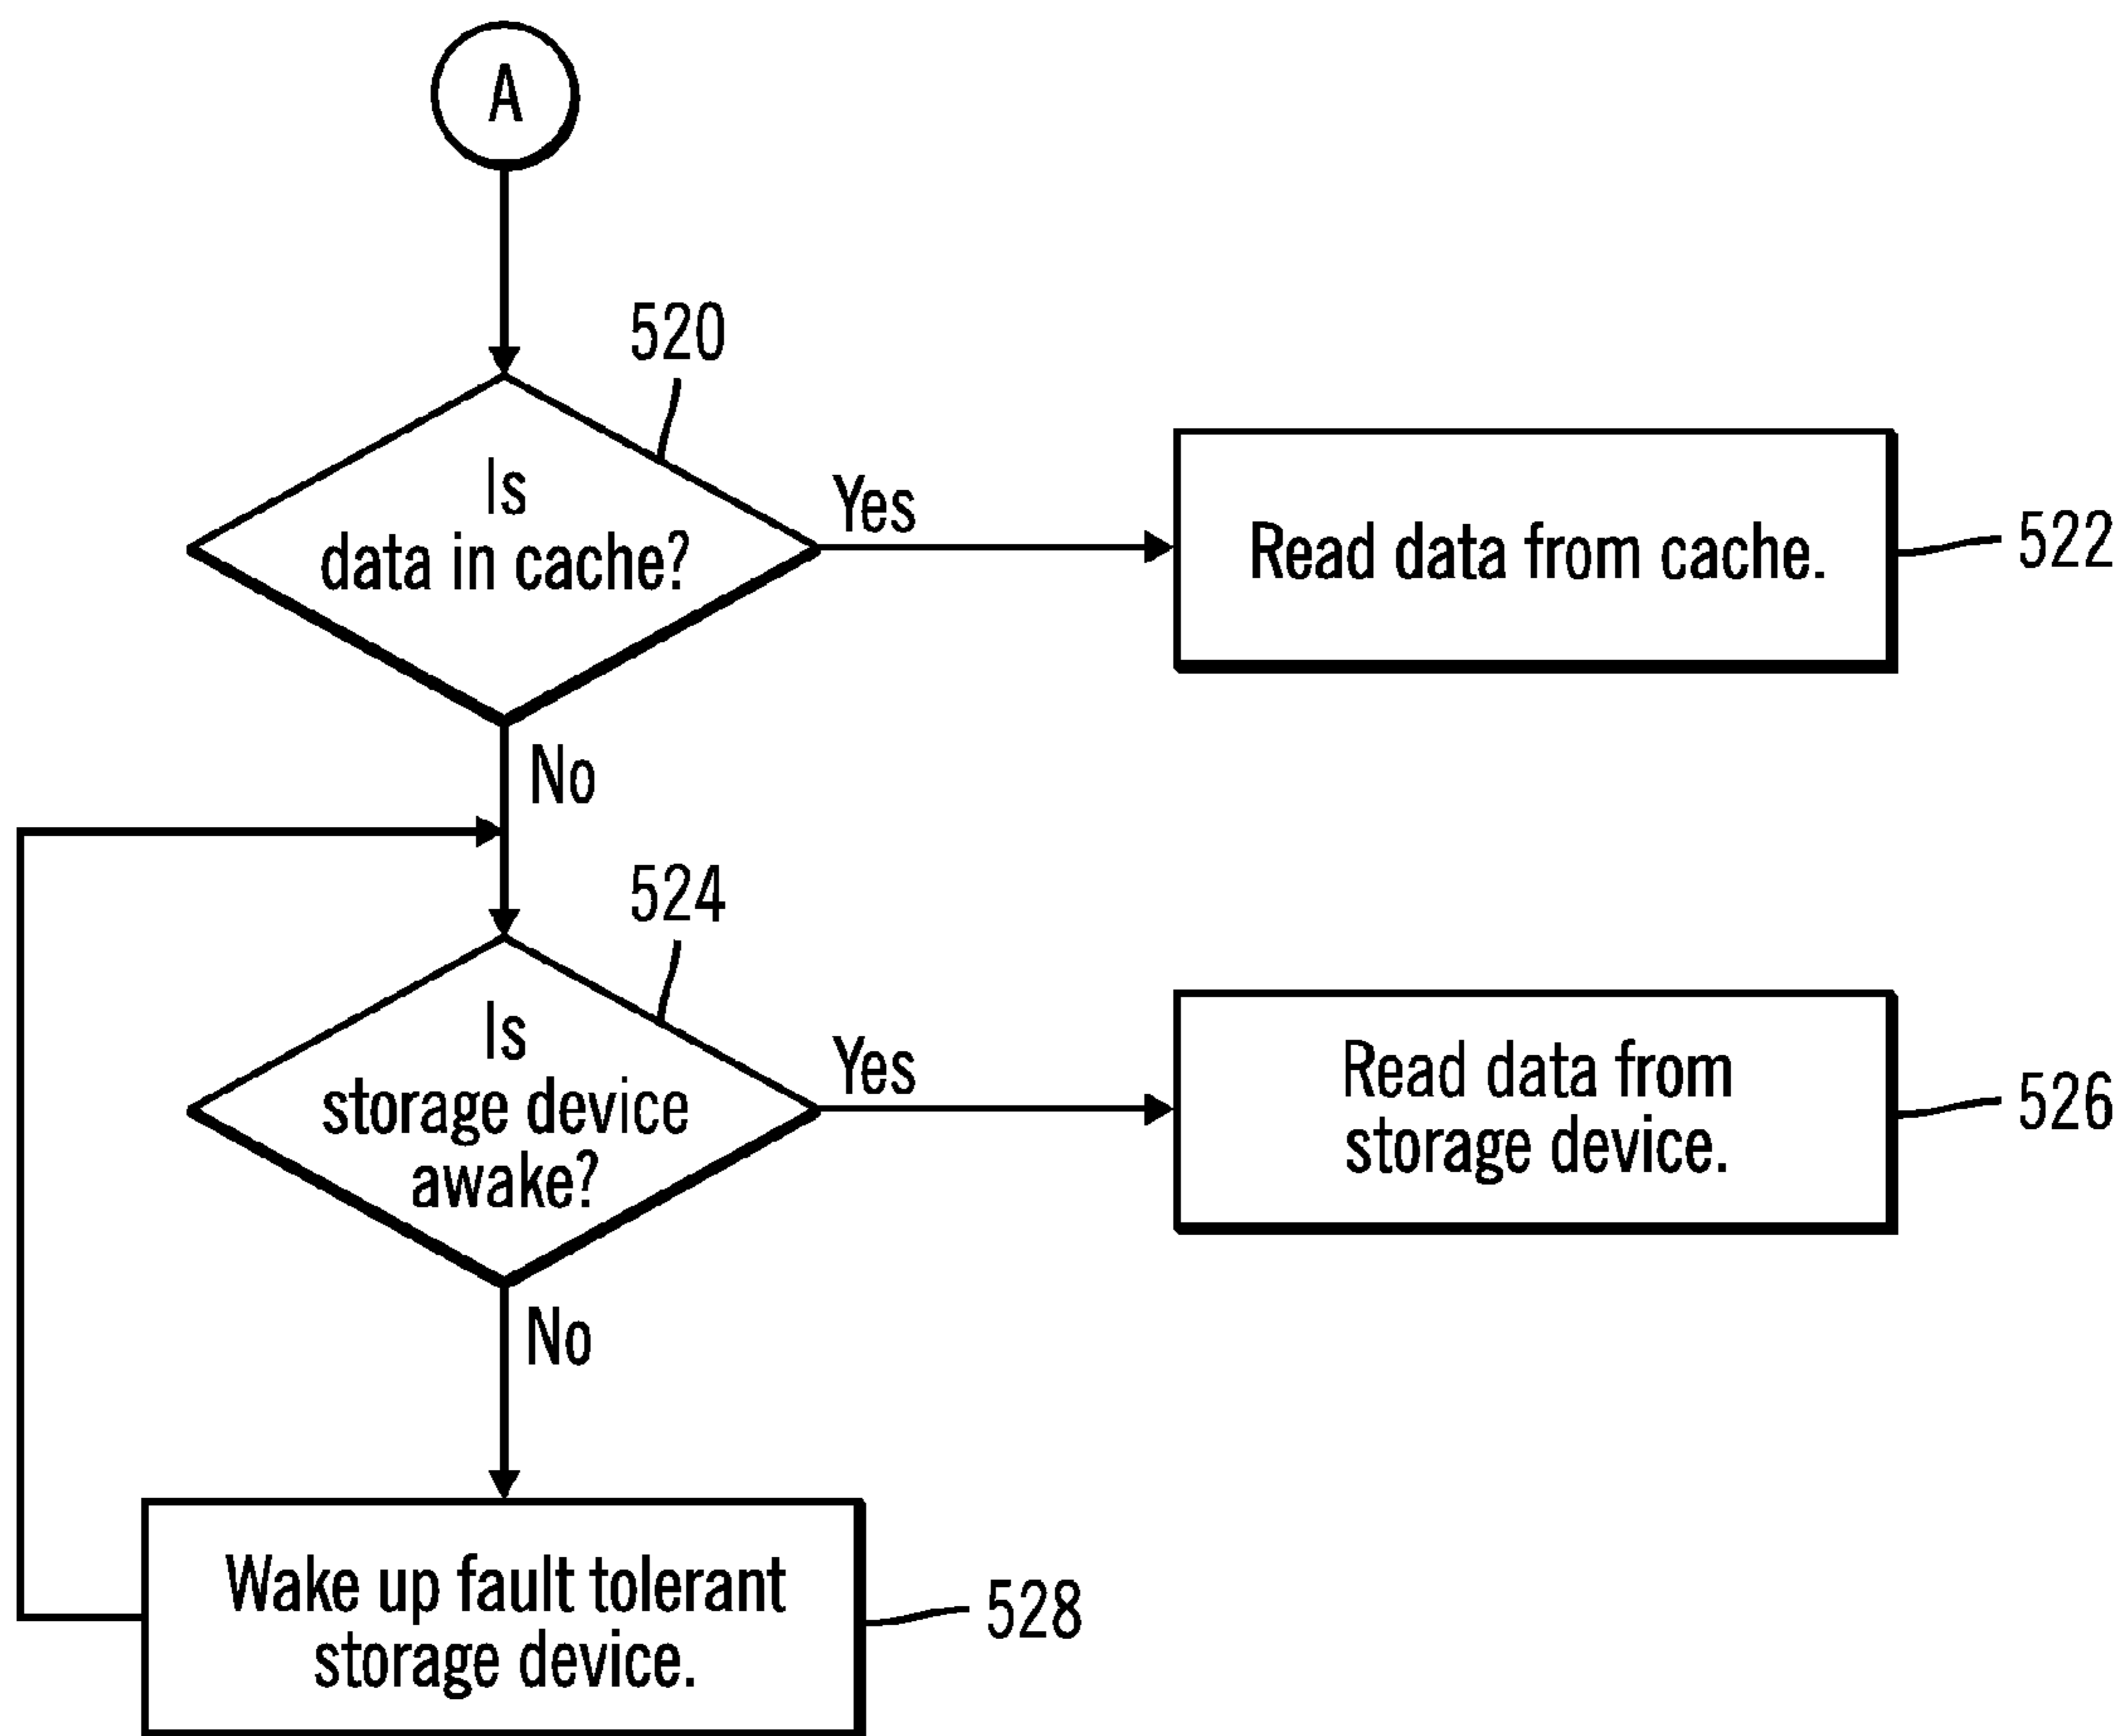 A
520
Is
data in cache?
Yes
Read data from cache.
522
No
524
Is
storage device
awake?
Yes
Read data from
storage device.
526
No
Wake up fault tolerant
storage device.
528